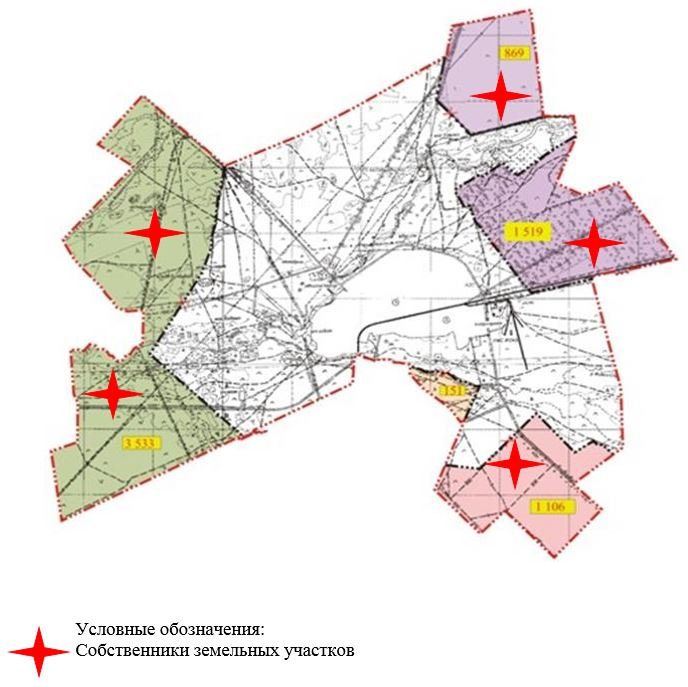 869
1 519
151
3 533
1 106
Условные обозначения:
Собственники земельных участков